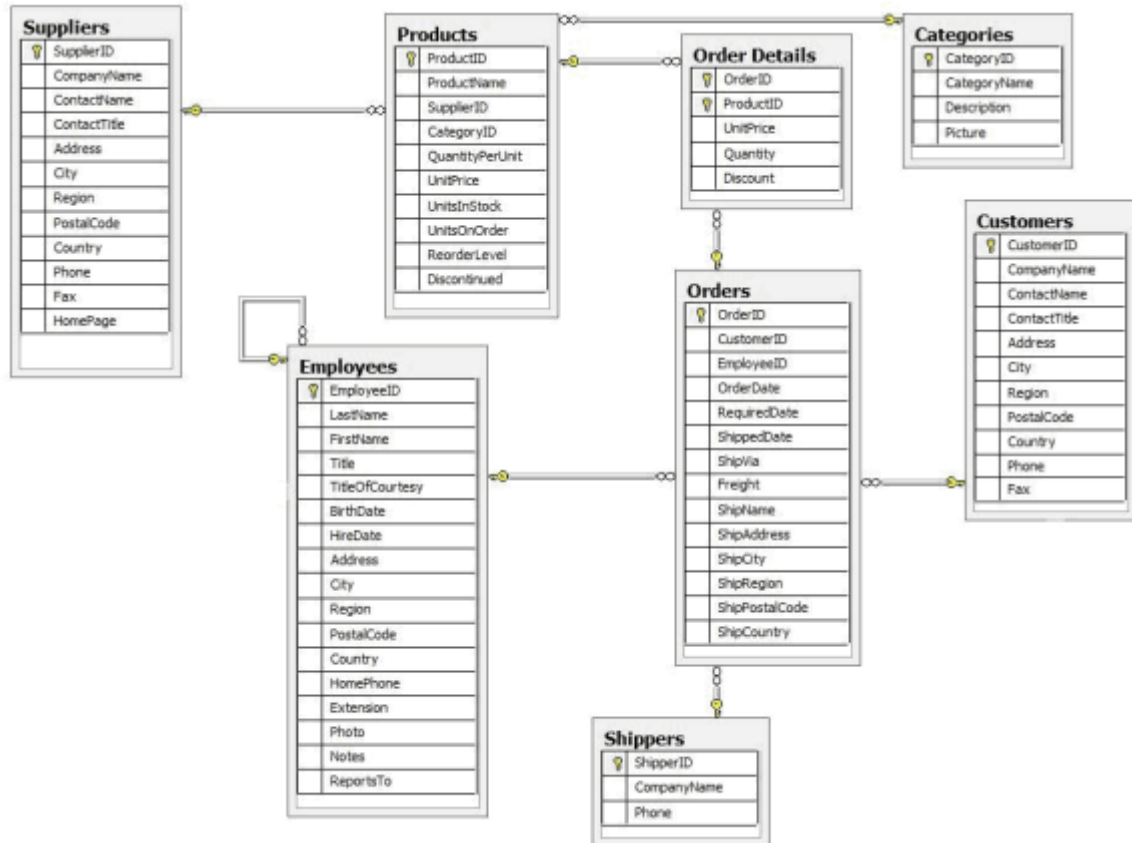 Suppliers
SupplierID
CompanyName
ContactName
ContactTitle
Address
City
Region
PostalCode
Country
Phone
Fax
HomePage
Products
ProductID
ProductName
SupplierID
CategoryID
QuantityPerUnit
UnitPrice
UnitsInStock
UnitsOnOrder
ReorderLevel
Discontinued
Order Details
OrderID
ProductID
UnitPrice
Quantity
Discount
Categories
CategoryID
CategoryName
Description
Picture
Customers
CustomerID
CompanyName
ContactName
ContactTitle
Address
City
Region
PostalCode
Country
Phone
Fax
Orders
OrderID
CustomerID
EmployeeID
OrderDate
RequiredDate
ShippedDate
ShipVia
Freight
ShipName
ShipAddress
ShipCity
ShipRegion
ShipPostalCode
ShipCountry
Employees
EmployeeID
LastName
FirstName
Title
TitleOfCourtesy
BirthDate
HireDate
Address
City
Region
PostalCode
Country
HomePhone
Extension
Photo
Notes
ReportsTo
Shippers
ShipperID
CompanyName
Phone